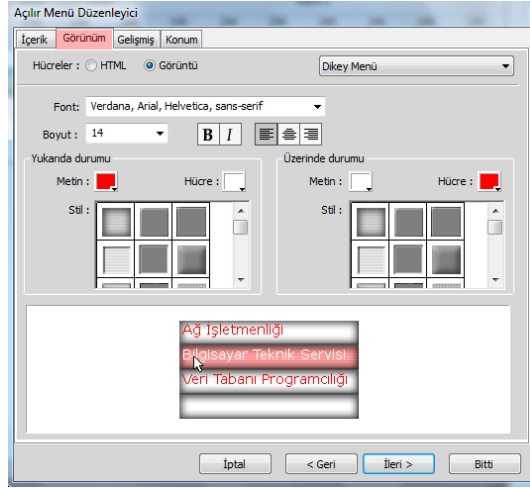 Açılır Menü Düzenleyici
İçerik Görünüm Gelişmiş Konum
Hücreler : HTML Görüntü Dikey Menü
Font: Verdana, Arial, Helvetica, sans-serif
Boyut : 14 B I
Yukarıda durumu Üzerinde durumu
Metin : Hücre : Metin : Hücre :
Stil : Stil :
Ağ İşletmenliği
Bilgisayar Teknik Servisi
Veri Tabanı Programcılığı
İptal < Geri İleri > Bitti